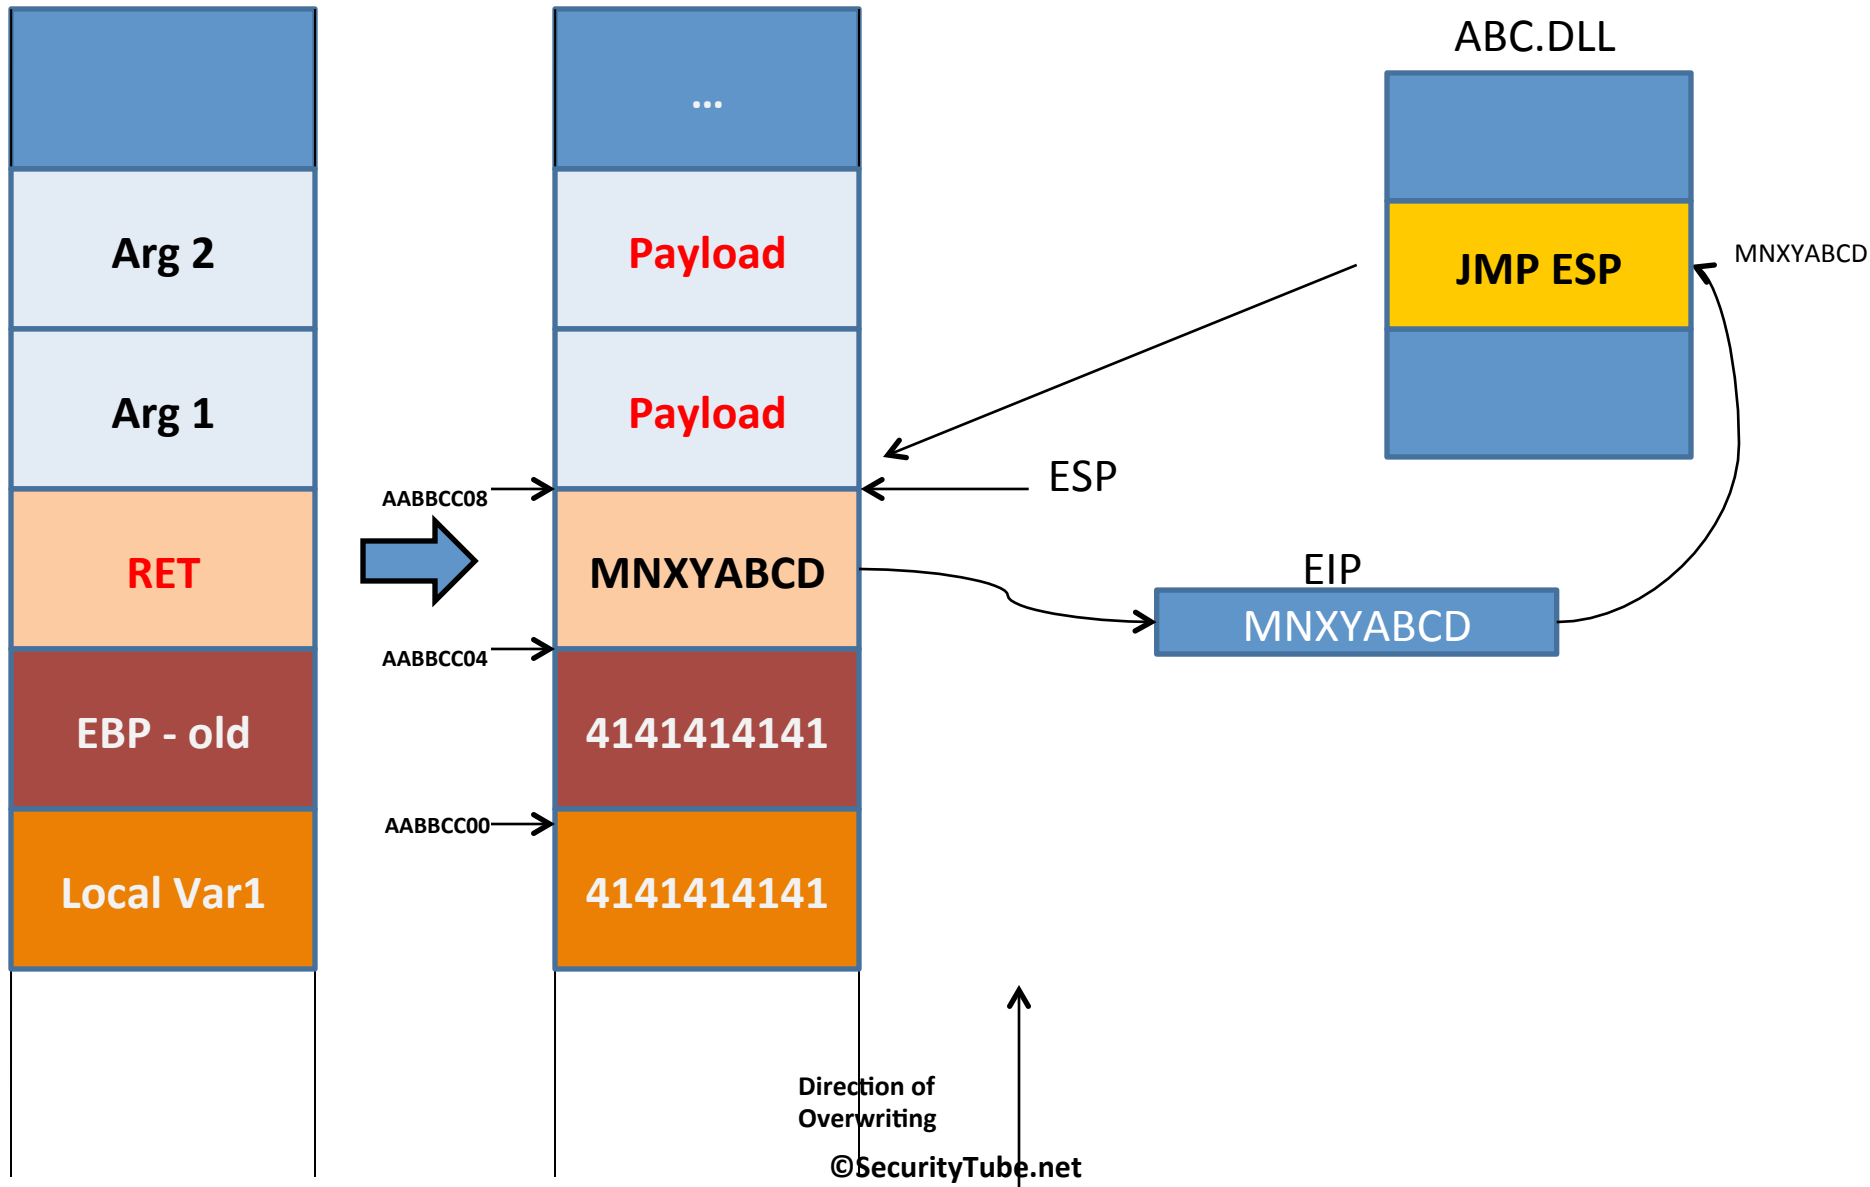 ABC.DLL
...
Arg 2
Payload
JMP ESP
MNXYABCD
Arg 1
Payload
ESP
AABBCC08
RET
MNXYABCD
EIP
MNXYABCD
AABBCC04
EBP - old
4141414141
AABBCC00
Local Var1
4141414141
Direction of
Overwriting
©SecurityTube.net